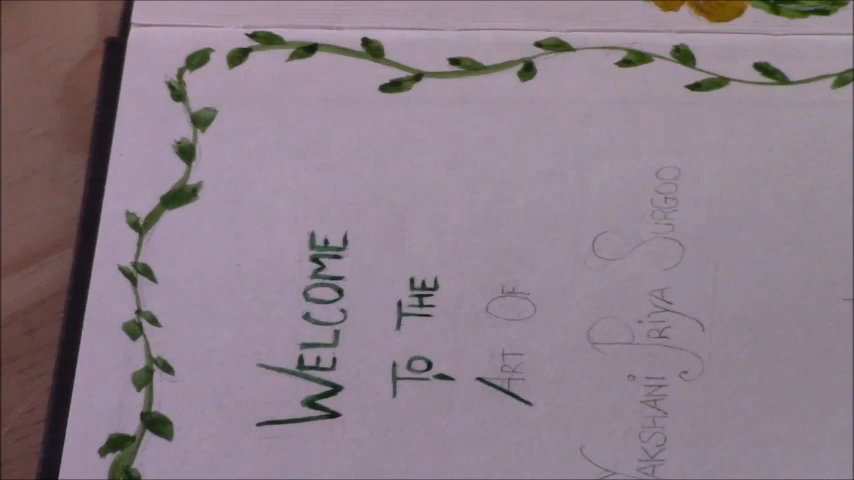 WELCOME
TO THE
ART OF
YAKSHANI PRIYA SURGOO